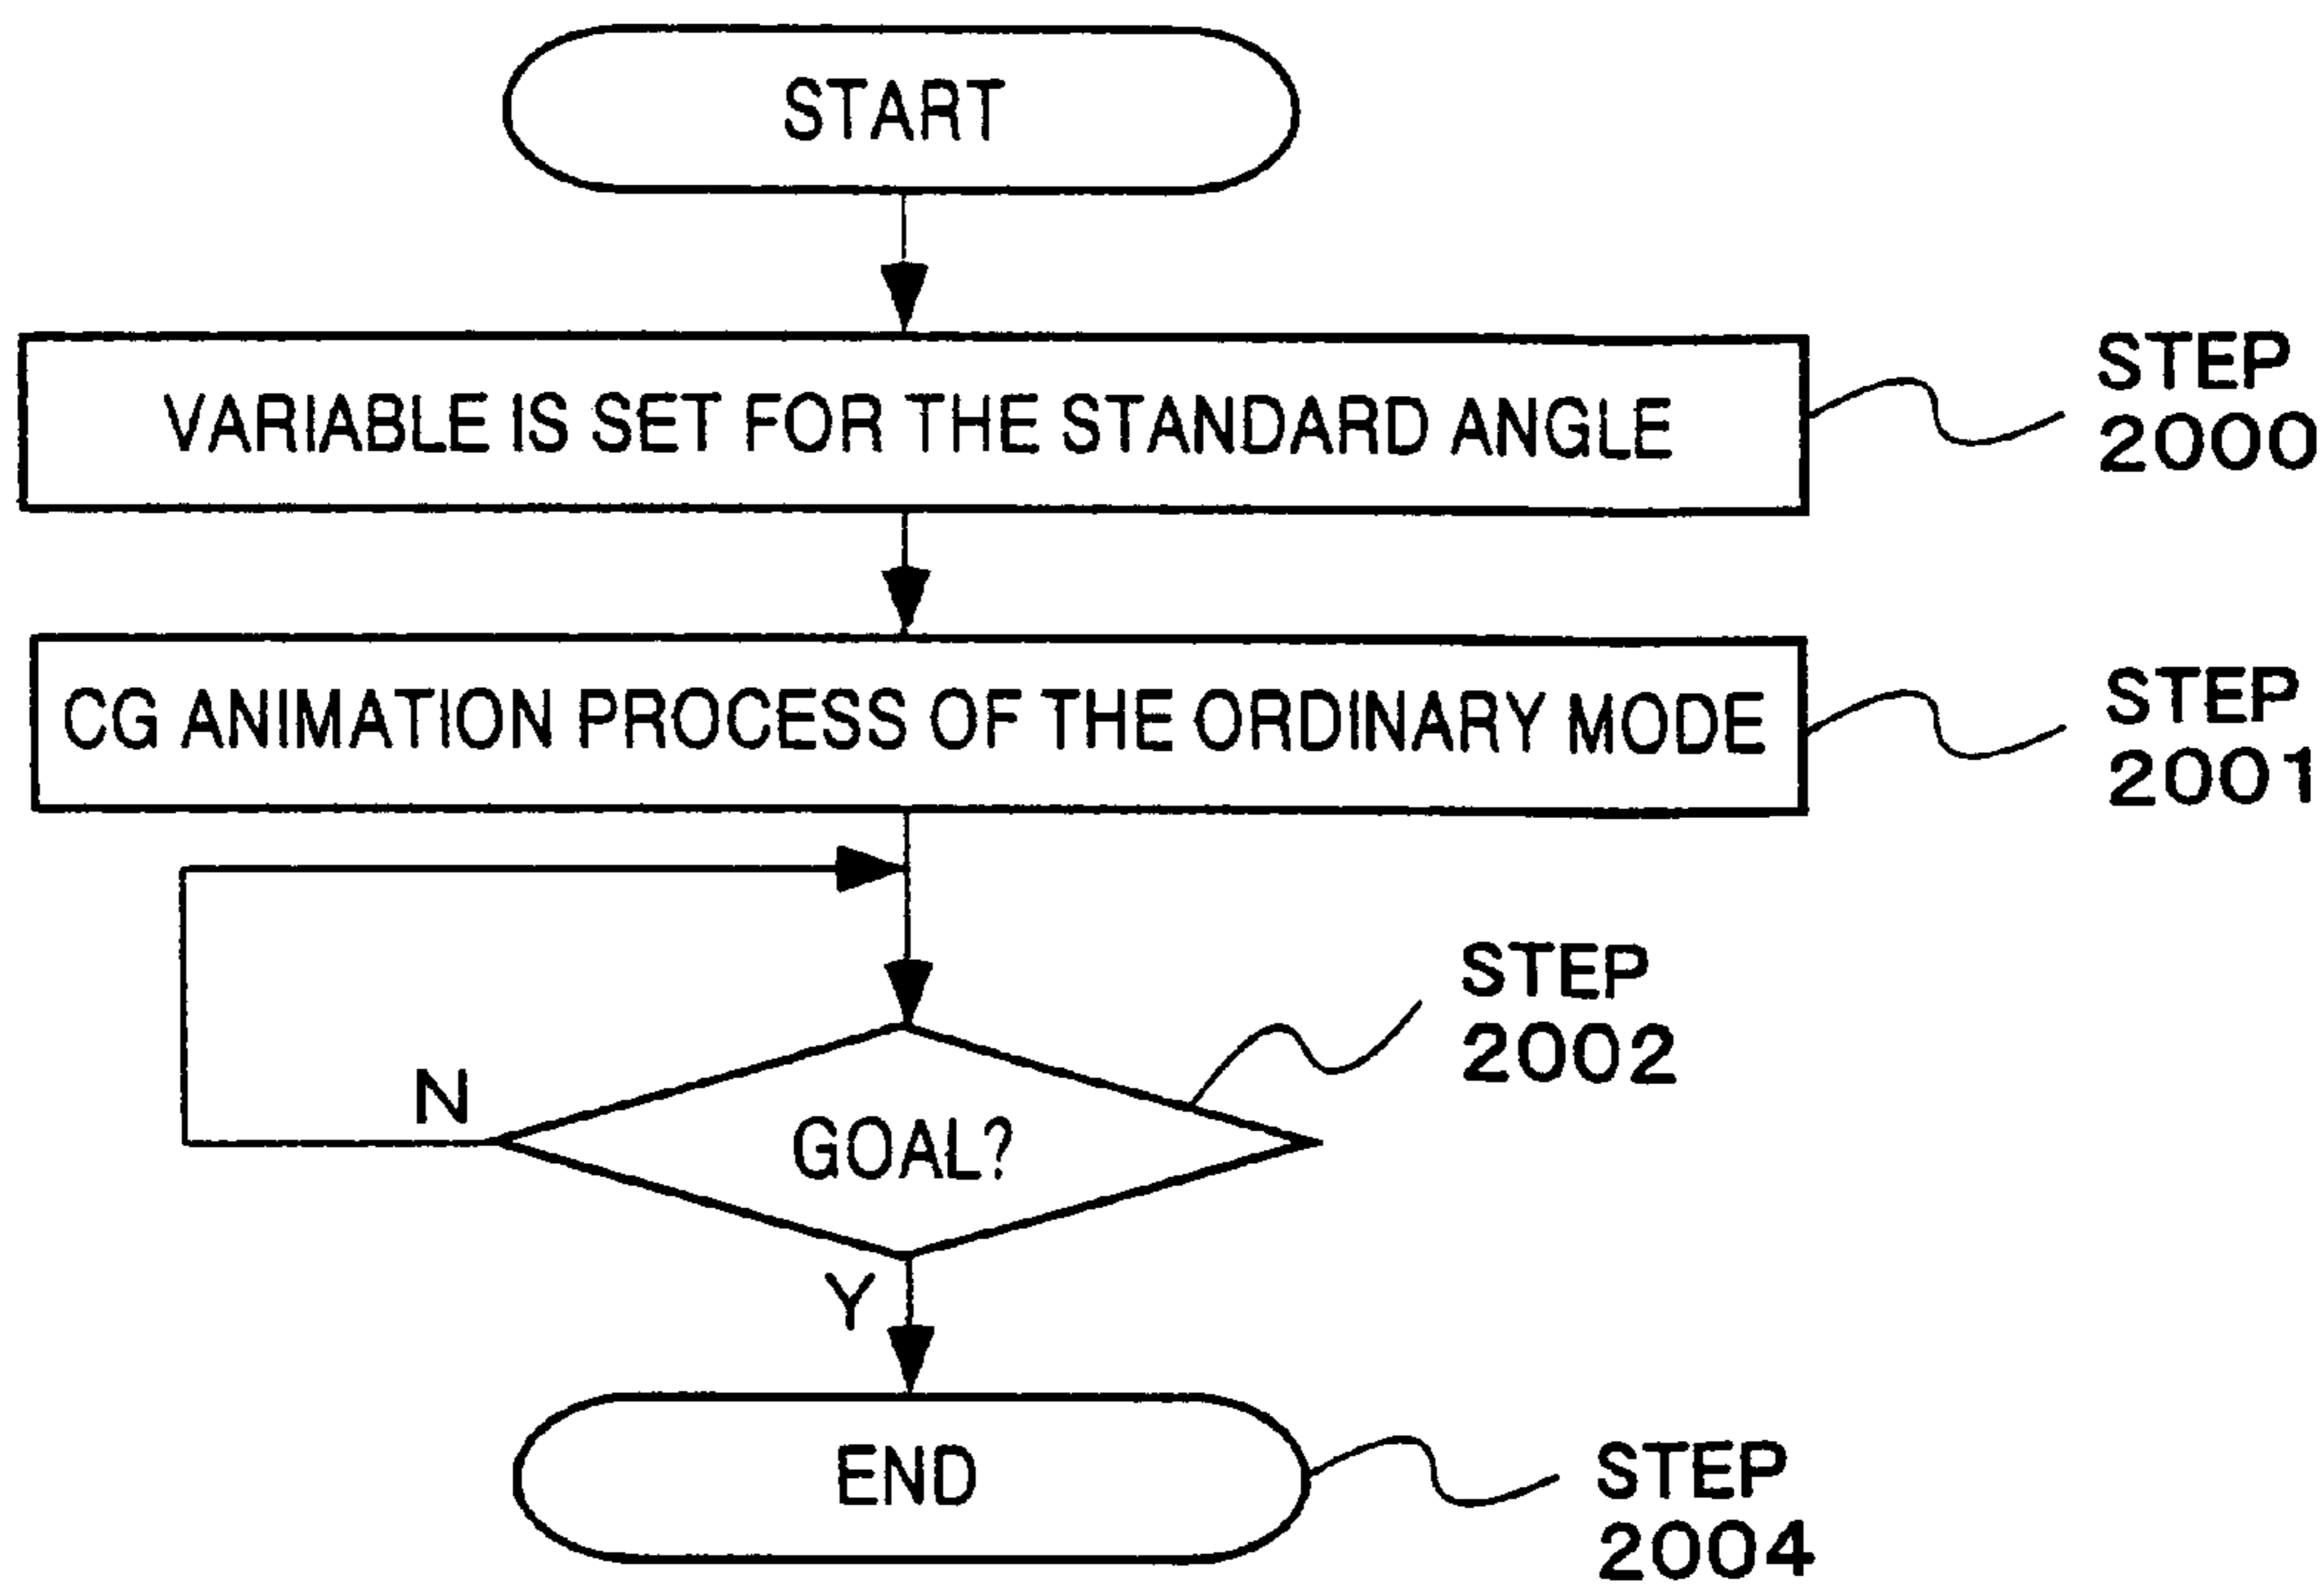 START
VARIABLE IS SET FOR THE STANDARD ANGLE
STEP
2000
CG ANIMATION PROCESS OF THE ORDINARY MODE
STEP
2001
STEP
2002
N
GOAL?
Y
END
STEP
2004